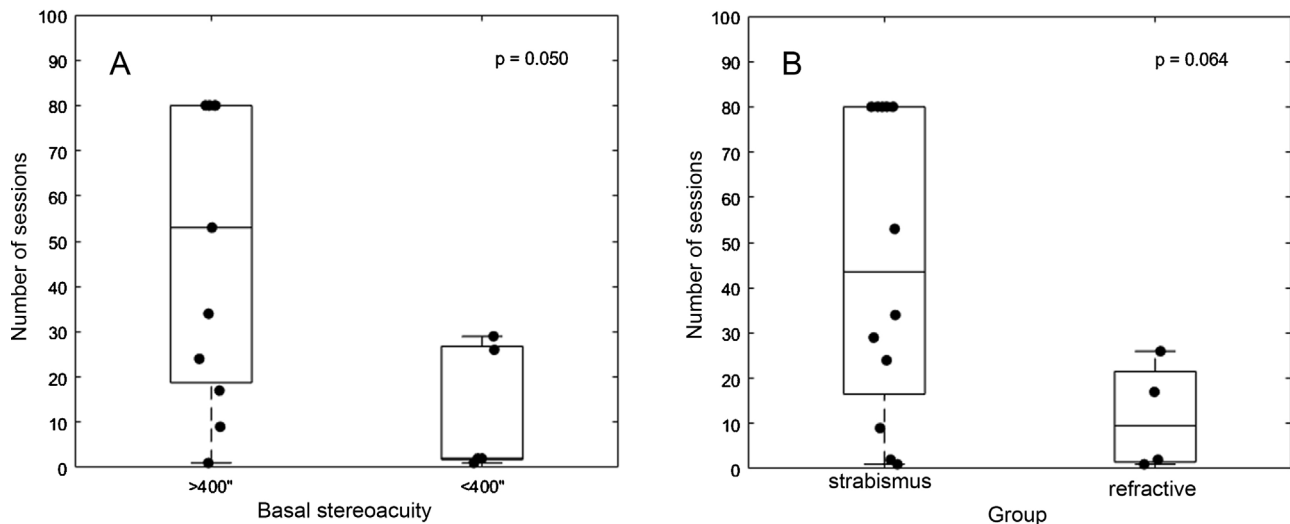 A
p = 0.050
Number of sessions
100
90
80
70
60
50
40
30
20
10
0
>400"
<400"
Basal stereoacuity
B
p = 0.064
Number of sessions
100
90
80
70
60
50
40
30
20
10
0
strabismus
refractive
Group